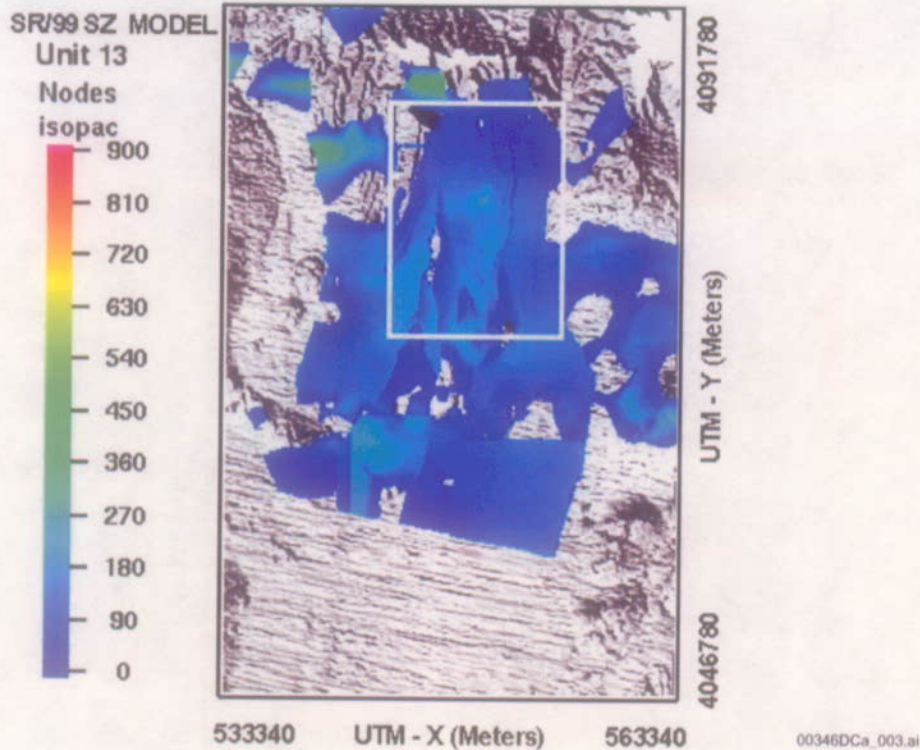 SR/99 SZ MODEL
Unit 13
Nodes
isopac
900
810
720
630
540
450
360
270
180
90
0
4091780
UTM - Y (Meters)
4046780
533340 UTM - X (Meters) 563340
00346DCa_003.ai